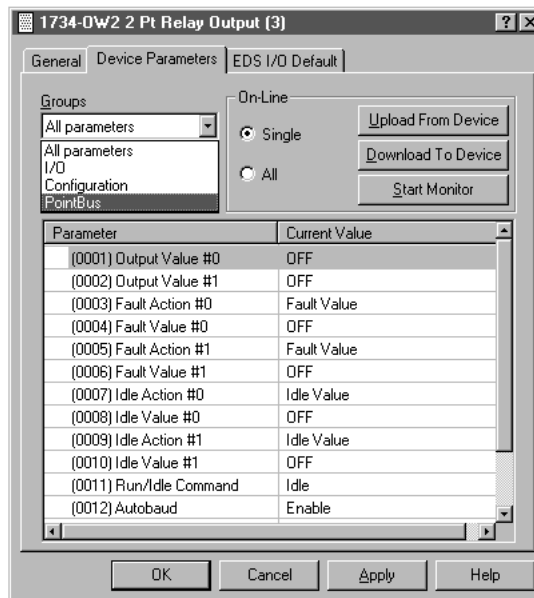 1734-OW2 2 Pt Relay Output (3)
General
Device Parameters
EDS I/O Default
Groups
All parameters
All parameters
I/O
Configuration
PointBus
On-Line
Single
All
Upload From Device
Download To Device
Start Monitor
Parameter Current Value
(0001) Output Value #0 OFF
(0002) Output Value #1 OFF
(0003) Fault Action #0 Fault Value
(0004) Fault Value #0 OFF
(0005) Fault Action #1 Fault Value
(0006) Fault Value #1 OFF
(0007) Idle Action #0 Idle Value
(0008) Idle Value #0 OFF
(0009) Idle Action #1 Idle Value
(0010) Idle Value #1 OFF
(0011) Run/Idle Command Idle
(0012) Autobaud Enable
OK Cancel Apply Help